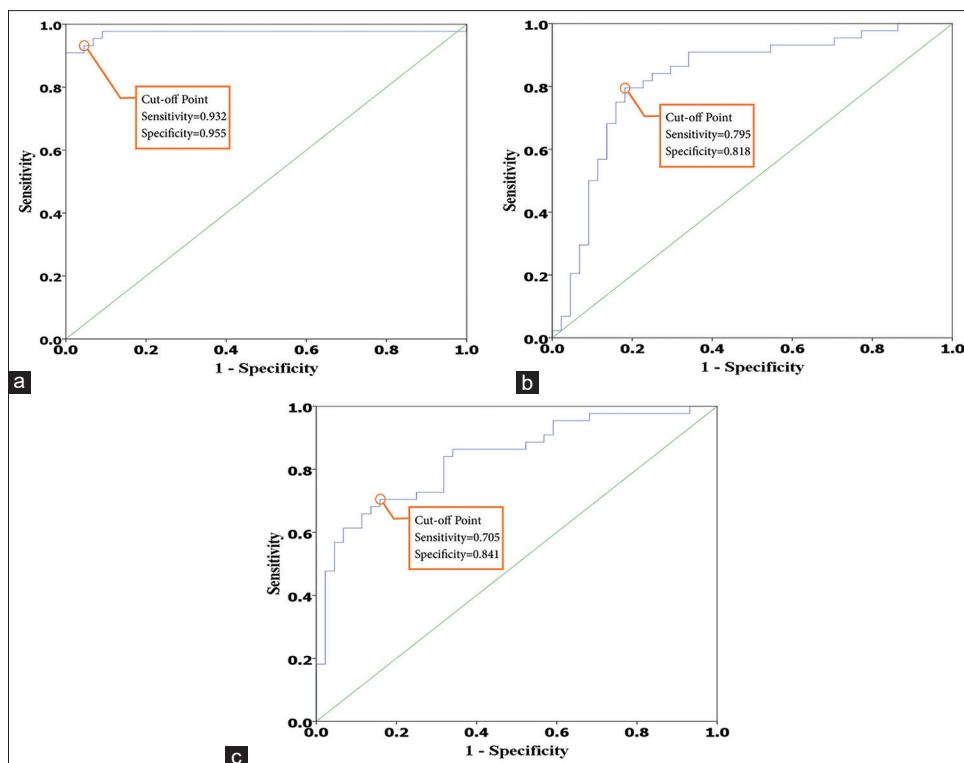 1.0
0.8
0.6
0.4
0.2
0.0
Sensitivity
Cut-off Point
Sensitivity=0.932
Specificity=0.955
0.0 0.2 0.4 0.6 0.8 1.0
1 - Specificity
a
1.0
0.8
0.6
0.4
0.2
0.0
Sensitivity
Cut-off Point
Sensitivity=0.795
Specificity=0.818
0.0 0.2 0.4 0.6 0.8 1.0
1 - Specificity
b
1.0
0.8
0.6
0.4
0.2
0.0
Sensitivity
Cut-off Point
Sensitivity=0.705
Specificity=0.841
0.0 0.2 0.4 0.6 0.8 1.0
1 - Specificity
c